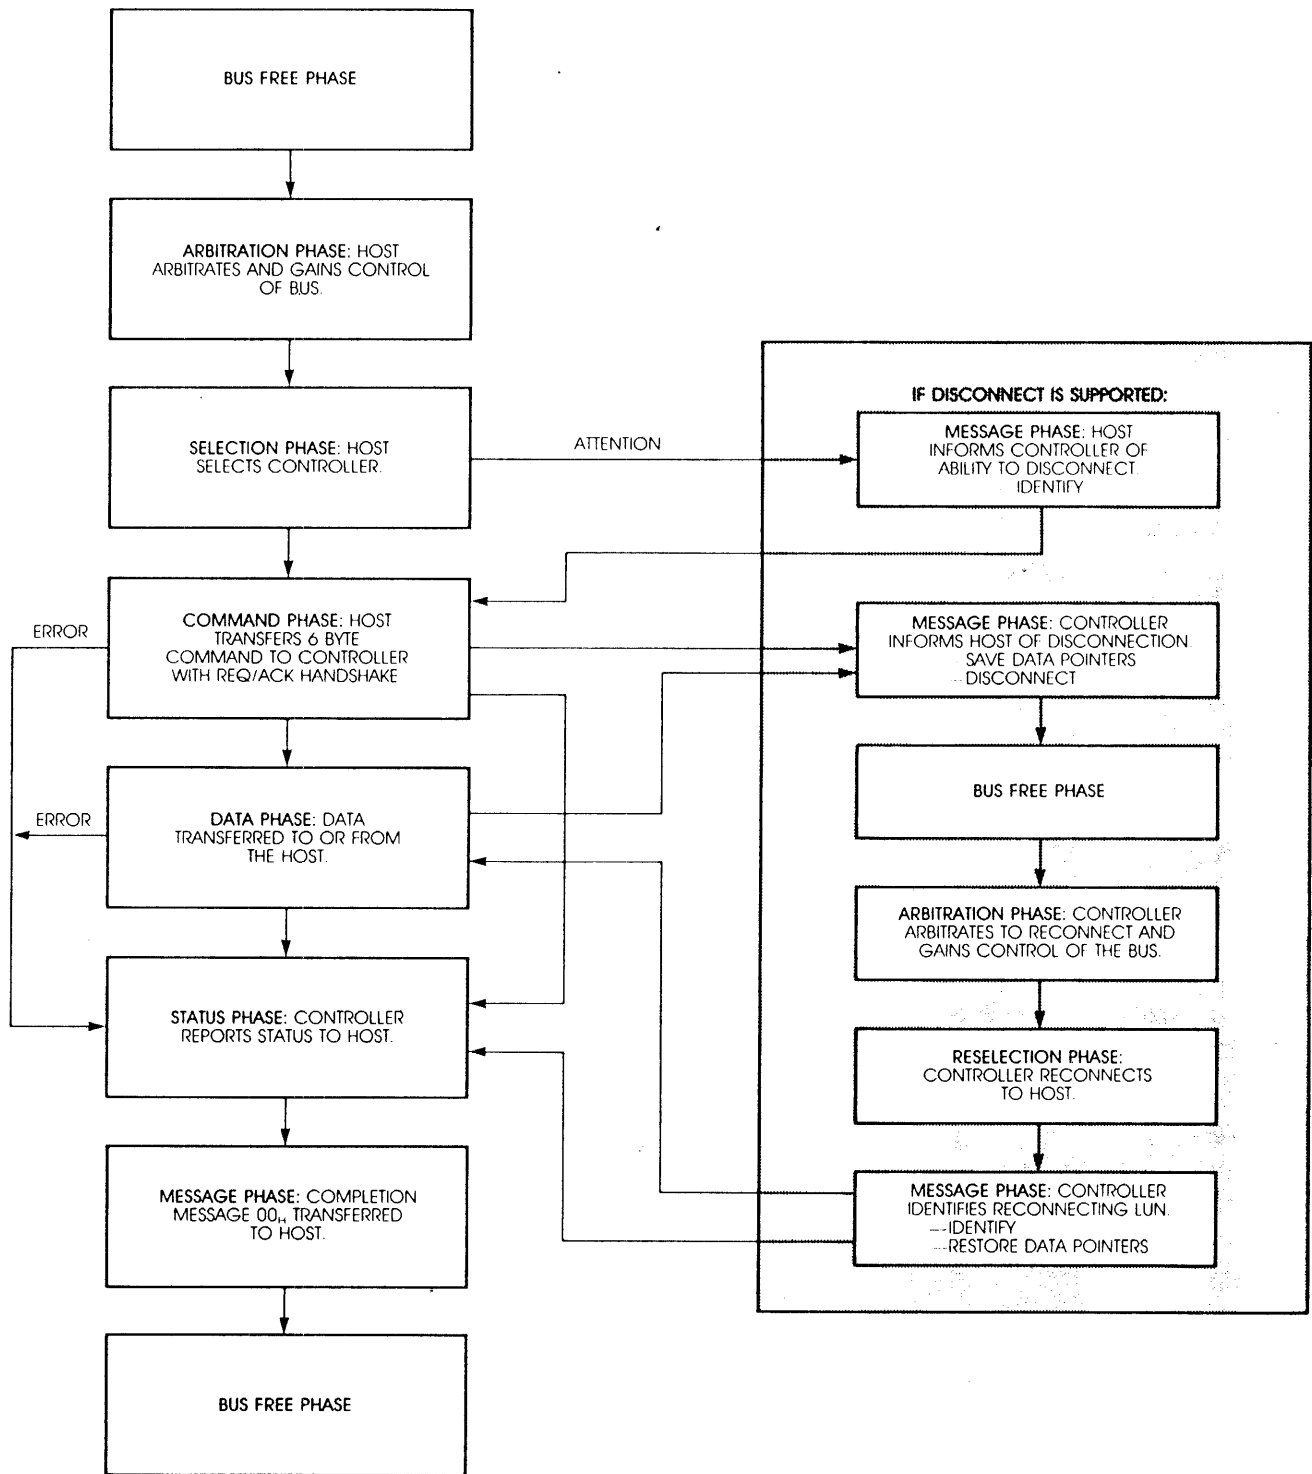 BUS FREE PHASE
ARBITRATION PHASE: HOST
ARBITRATES AND GAINS CONTROL
OF BUS.
SELECTION PHASE: HOST
SELECTS CONTROLLER.
ATTENTION
IF DISCONNECT IS SUPPORTED:
MESSAGE PHASE: HOST
INFORMS CONTROLLER OF
ABILITY TO DISCONNECT.
IDENTIFY
ERROR
COMMAND PHASE: HOST
TRANSFERS 6 BYTE
COMMAND TO CONTROLLER
WITH REQ/ACK HANDSHAKE
MESSAGE PHASE: CONTROLLER
INFORMS HOST OF DISCONNECTION.
SAVE DATA POINTERS
—DISCONNECT
ERROR
DATA PHASE: DATA
TRANSFERRED TO OR FROM
THE HOST.
BUS FREE PHASE
ARBITRATION PHASE: CONTROLLER
ARBITRATES TO RECONNECT AND
GAINS CONTROL OF THE BUS.
STATUS PHASE: CONTROLLER
REPORTS STATUS TO HOST.
RESELECTION PHASE:
CONTROLLER RECONNECTS
TO HOST.
MESSAGE PHASE: COMPLETION
MESSAGE 00H TRANSFERRED
TO HOST.
MESSAGE PHASE: CONTROLLER
IDENTIFIES RECONNECTING LUN.
—IDENTIFY
—RESTORE DATA POINTERS
BUS FREE PHASE